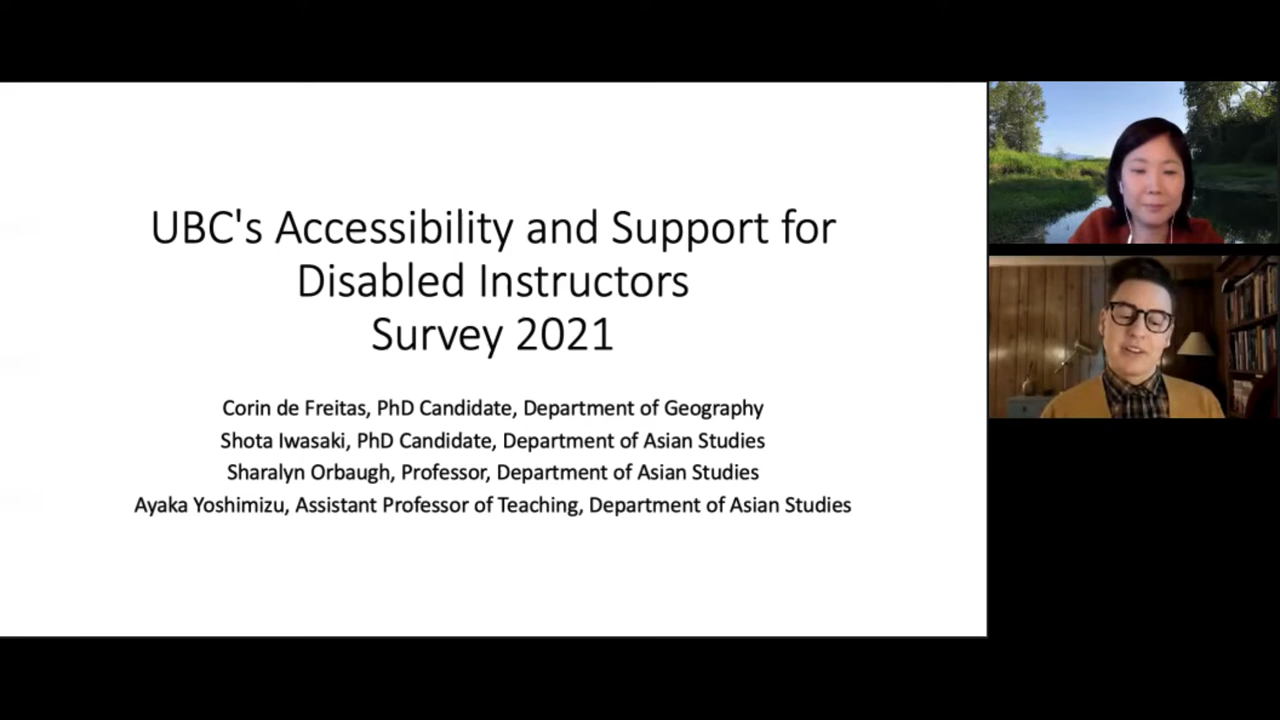 UBC's Accessibility and Support for
Disabled Instructors
Survey 2021
Corin de Freitas, PhD Candidate, Department of Geography
Shota Iwasaki, PhD Candidate, Department of Asian Studies
Sharalyn Orbaugh, Professor, Department of Asian Studies
Ayaka Yoshimizu, Assistant Professor of Teaching, Department of Asian Studies